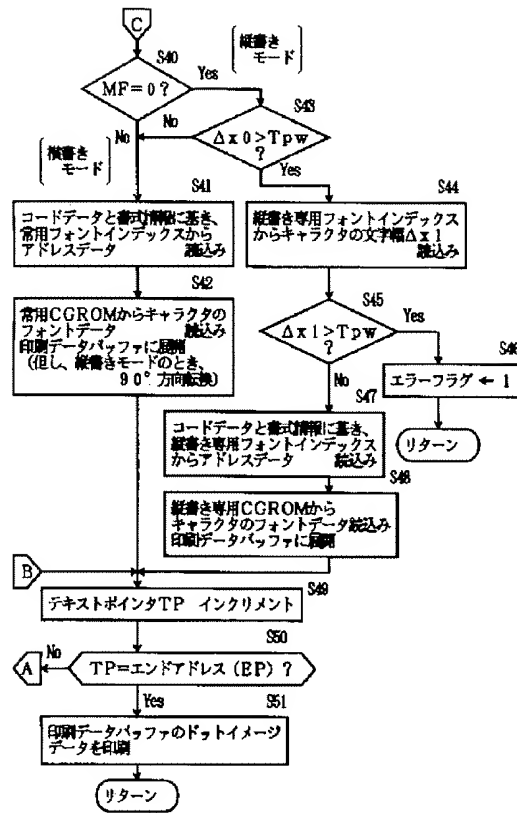 C
S40
縦書き
モード
MF=0?
Yes
S43
No
No
Δx0>Tpw
?
横書き
モード
Yes
S41
S44
コードデータと書式情報に基き、
常用フォントインデックスから
アドレスデータ 読込み
縦書き専用フォントインデックス
からキャラクタの文字幅Δx1
読込み
S42
S45
常用CGROMからキャラクタの
フォントデータ 読込み
印刷データバッファに展開
(但し、縦書きモードのとき、
90°方向転換)
Δx1>Tpw
?
Yes
S46
No
エラーフラグ ← 1
S47
リターン
コードデータと書式情報に基き、
縦書き専用フォントインデックス
からアドレスデータ 読込み
S48
縦書き専用CGROMから
キャラクタのフォントデータ読込み
印刷データバッファに展開
B
S49
テキストポインタTP インクリメント
S50
A
No
TP=エンドアドレス(EP)?
Yes
S51
印刷データバッファのドットイメージ
データを印刷
リターン